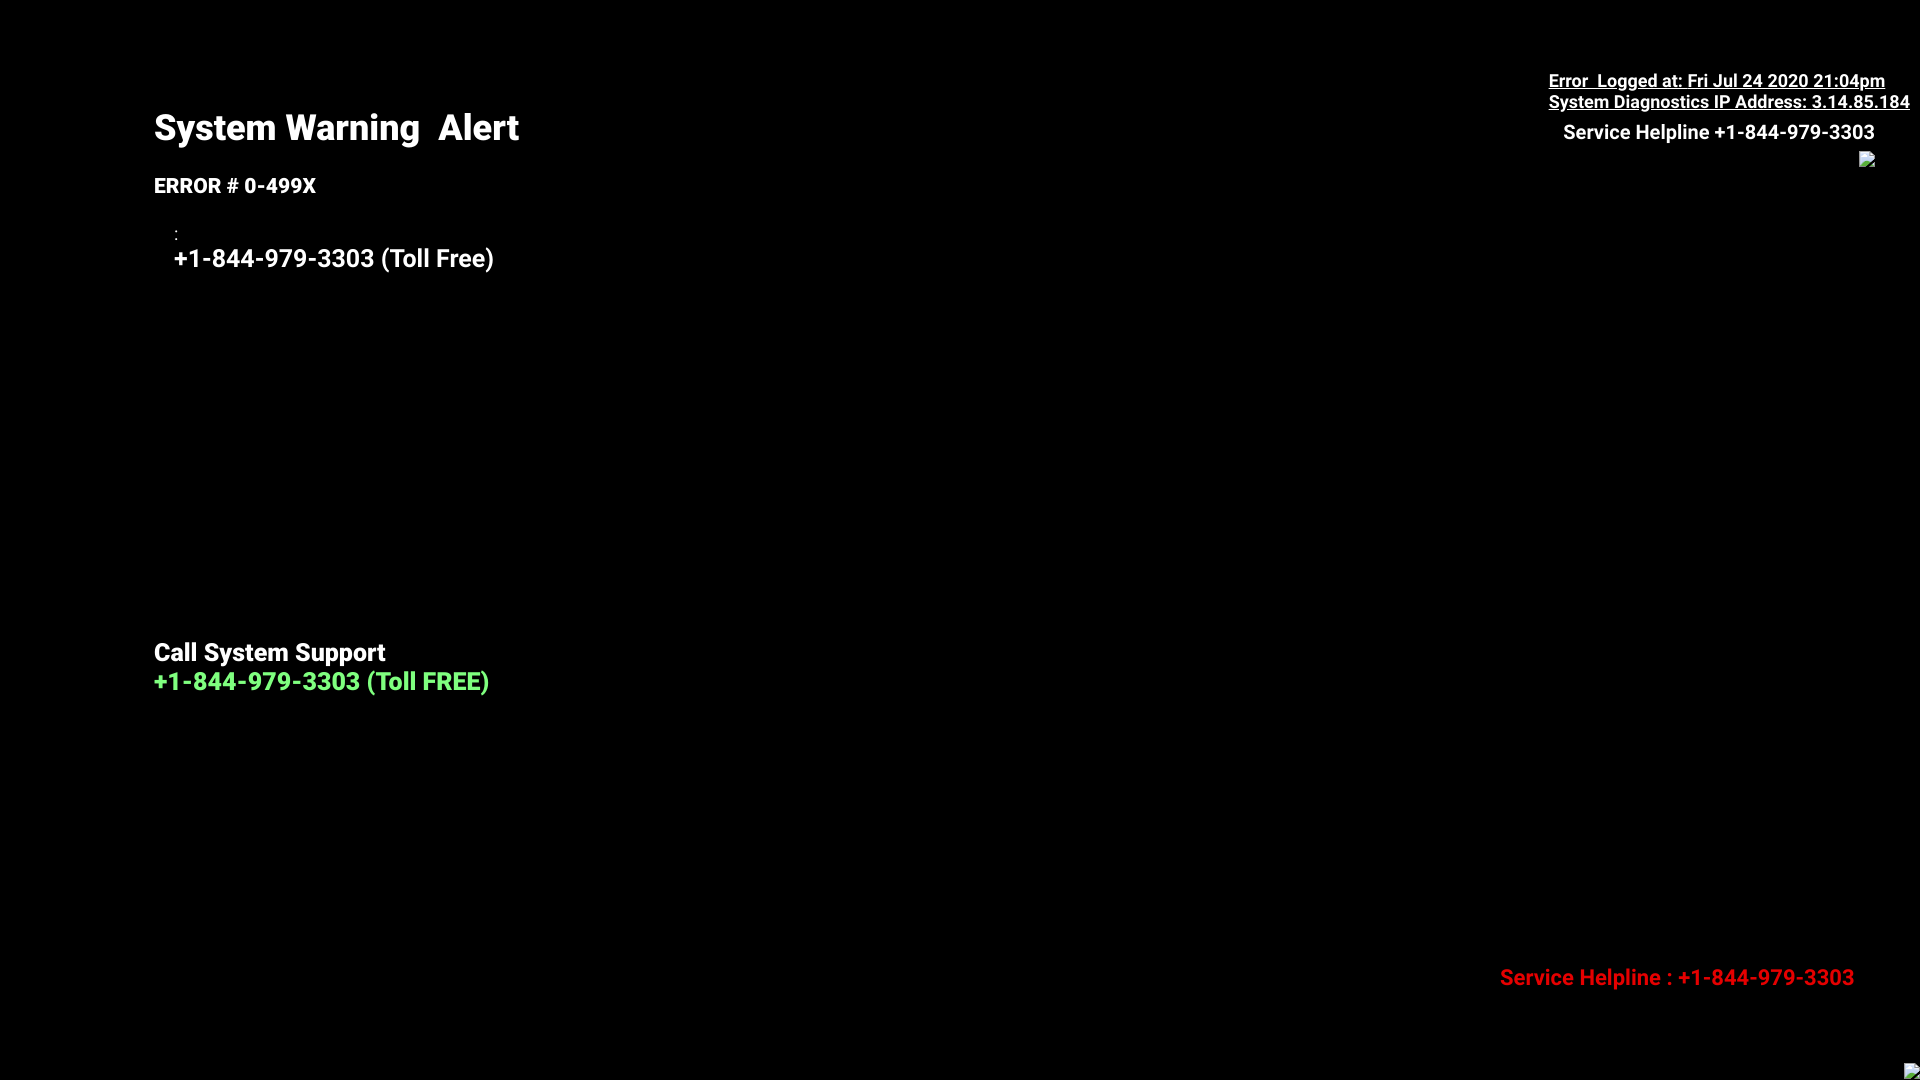 Error  Logged at: Fri Jul 24 2020 21:04pm
System Diagnostics IP Address: 3.14.85.184
Service Helpline +1-844-979-3303
System Warning  Alert
ERROR # 0-499X
:
+1-844-979-3303 (Toll Free)
Call System Support
+1-844-979-3303 (Toll FREE)
Service Helpline : +1-844-979-3303